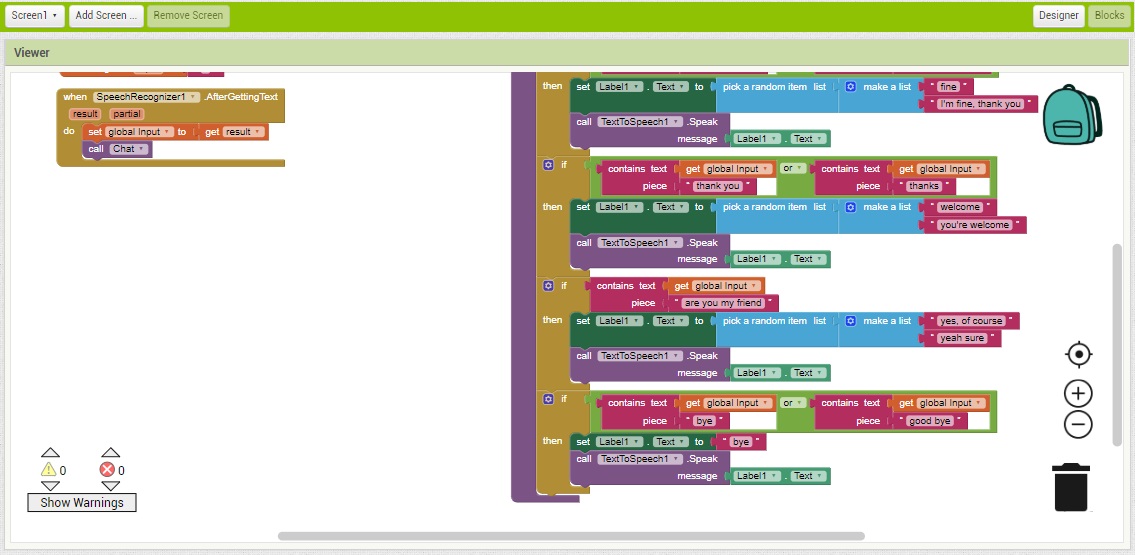 Screen1 Add Screen ... Remove Screen Designer Blocks
Viewer
when SpeechRecognizer1 .AfterGettingText
result partial
do set global Input to get result
call Chat
then set Label1 . Text to pick a random item list make a list " fine "
" I'm fine, thank you "
call TextToSpeech1 .Speak
message Label1 . Text
if contains text get global Input or contains text get global Input
piece " thank you " piece " thanks "
then set Label1 . Text to pick a random item list make a list " welcome "
" you're welcome "
call TextToSpeech1 .Speak
message Label1 . Text
if contains text get global Input
piece " are you my friend "
then set Label1 . Text to pick a random item list make a list " yes, of course "
" yeah sure "
call TextToSpeech1 .Speak
message Label1 . Text
if contains text get global Input or contains text get global Input
piece " bye " piece " good bye "
then set Label1 . Text to " bye "
call TextToSpeech1 .Speak
message Label1 . Text
0 0
Show Warnings